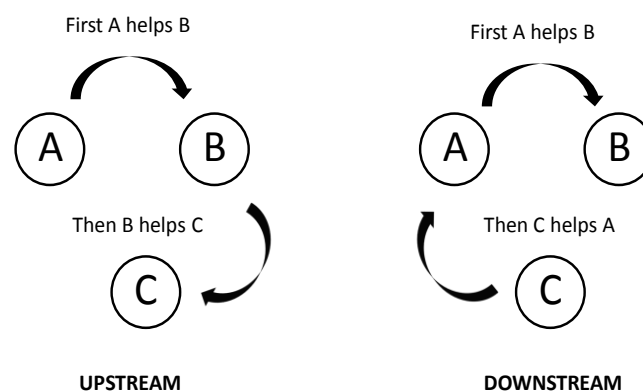 First A helps B
A
B
Then B helps C
C
UPSTREAM
First A helps B
A
B
Then C helps A
C
DOWNSTREAM